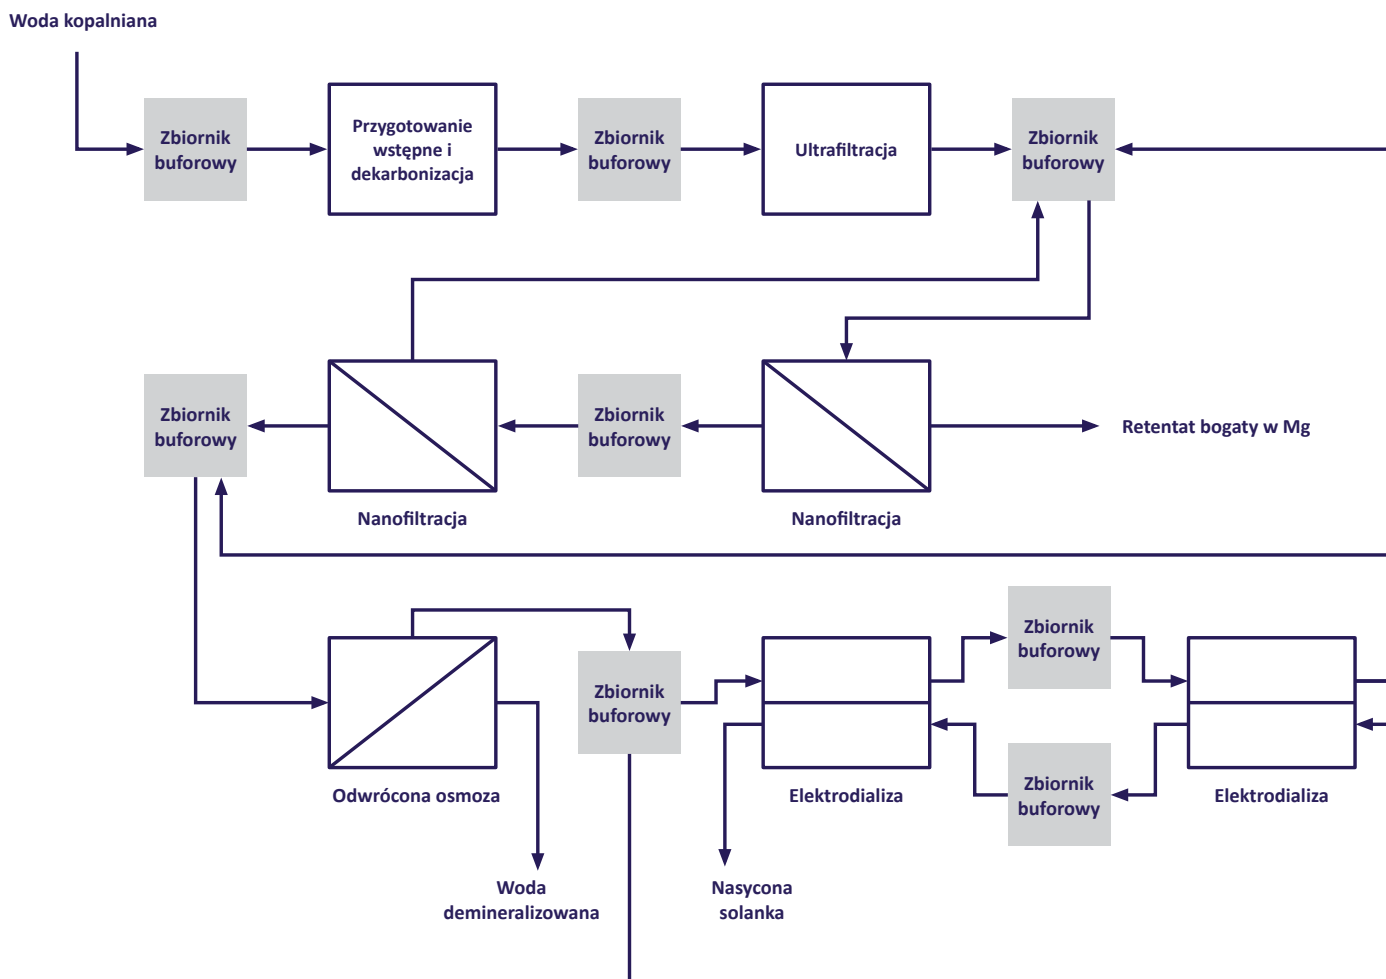 Woda kopalniana
Zbiornik
buforowy
Przygotowanie
wstępne i
dekarbonizacja
Zbiornik
buforowy
Ultrafiltracja
Zbiornik
buforowy
Zbiornik
buforowy
Nanofiltracja
Zbiornik
buforowy
Nanofiltracja
Retentat bogaty w Mg
Odwrócona osmoza
Woda
demineralizowana
Zbiornik
buforowy
Elektrodializa
Nasycona
solanka
Zbiornik
buforowy
Zbiornik
buforowy
Elektrodializa